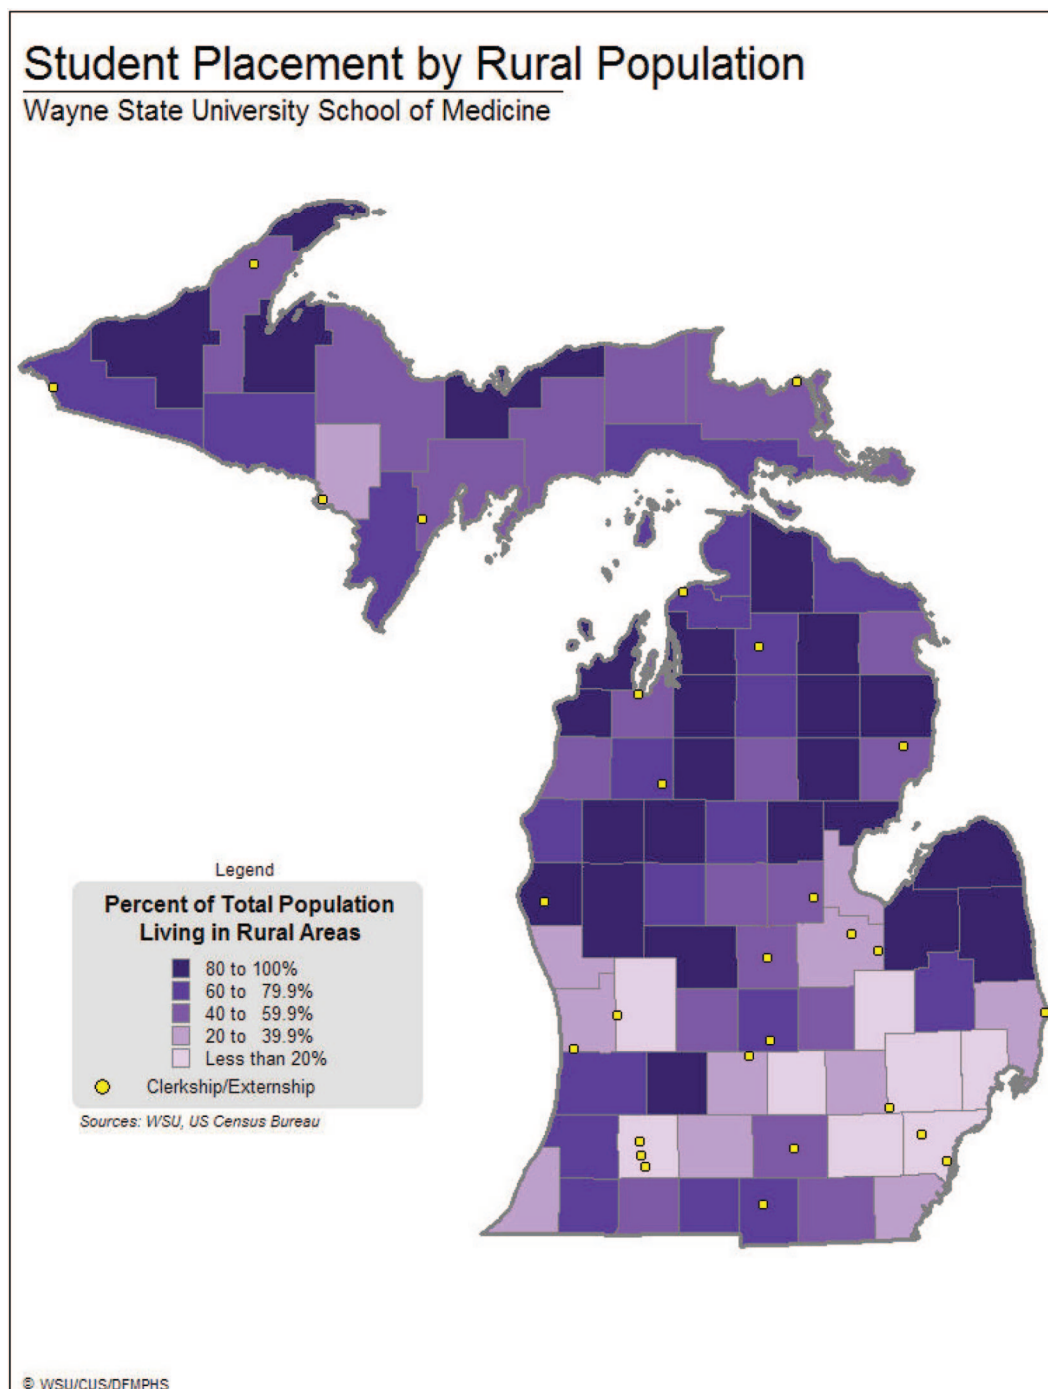 Student Placement by Rural Population
Wayne State University School of Medicine
Legend
Percent of Total Population
Living in Rural Areas
80 to 100%
60 to 79.9%
40 to 59.9%
20 to 39.9%
Less than 20%
Clerkship/Externship
Sources: WSU, US Census Bureau
© WSU/CUS/DFMPHS